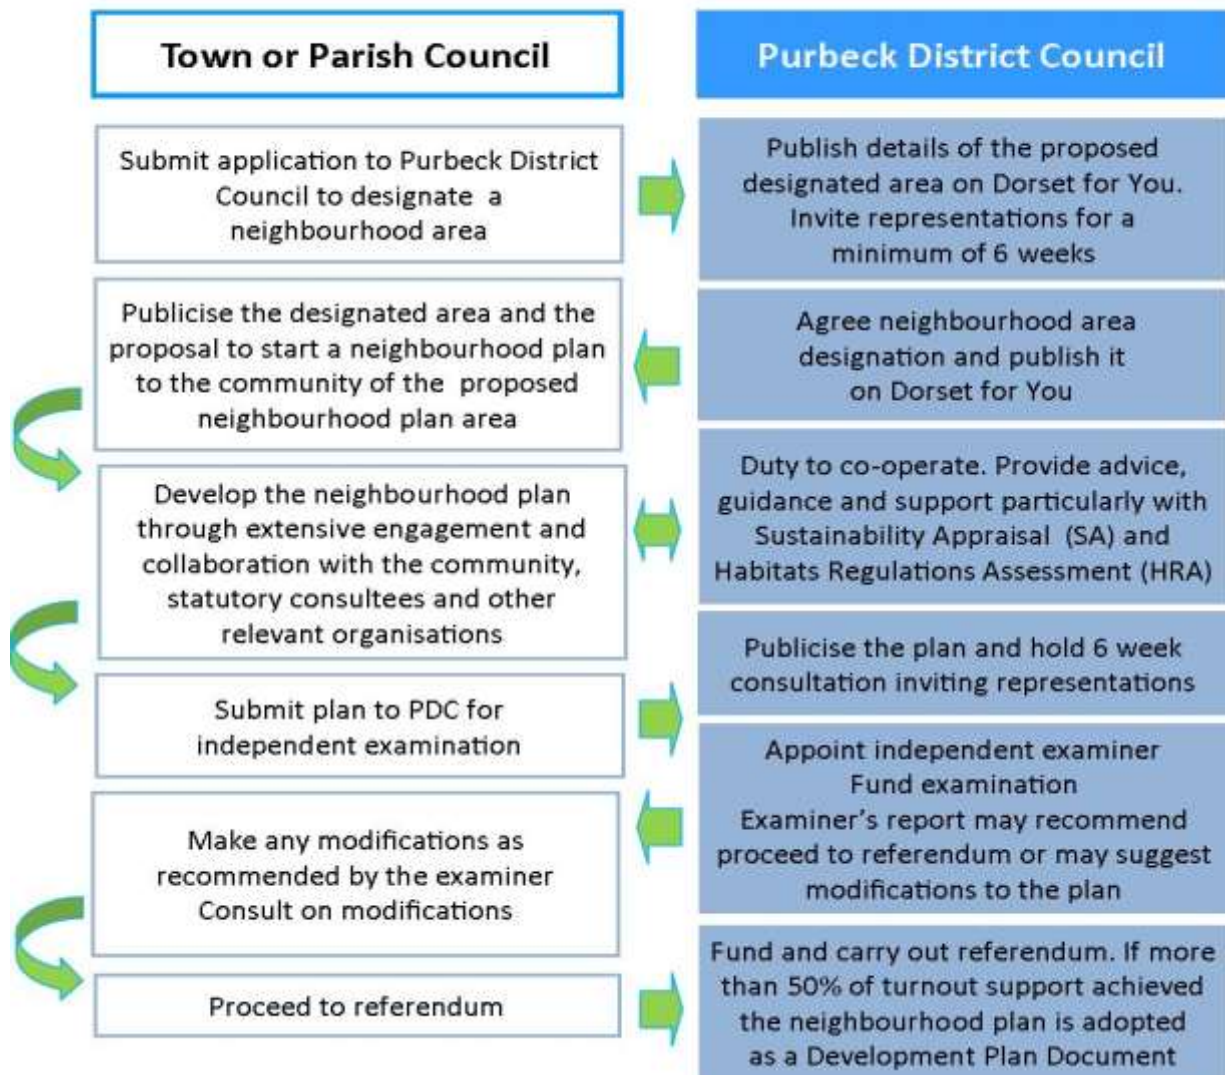 Town or Parish Council
Purbeck District Council
Submit application to Purbeck District
Council to designate a
neighbourhood area
Publish details of the proposed
designated area on Dorset for You.
Invite representations for a
minimum of 6 weeks
Publicise the designated area and the
proposal to start a neighbourhood plan
to the community of the proposed
neighbourhood plan area
Agree neighbourhood area
designation and publish it
on Dorset for You
Develop the neighbourhood plan
through extensive engagement and
collaboration with the community,
statutory consultees and other
relevant organisations
Duty to co-operate. Provide advice,
guidance and support particularly with
Sustainability Appraisal (SA) and
Habitats Regulations Assessment (HRA)
Submit plan to PDC for
independent examination
Publicise the plan and hold 6 week
consultation inviting representations
Appoint independent examiner
Fund examination
Examiner's report may recommend
proceed to referendum or may suggest
modifications to the plan
Make any modifications as
recommended by the examiner
Consult on modifications
Proceed to referendum
Fund and carry out referendum. If more
than 50% of turnout support achieved
the neighbourhood plan is adopted
as a Development Plan Document